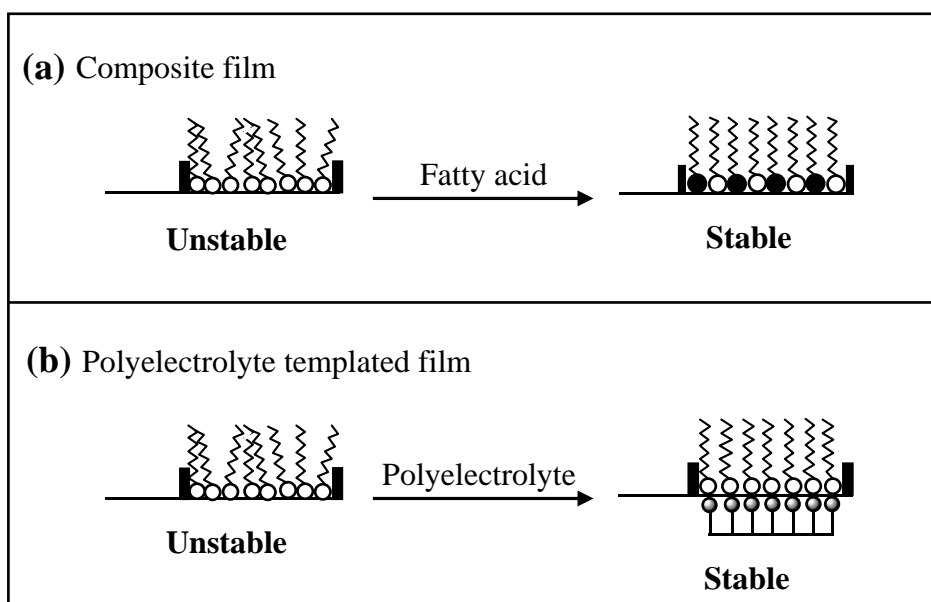 (a) Composite film
Fatty acid
Unstable
Stable
(b) Polyelectrolyte templated film
Polyelectrolyte
Unstable
Stable